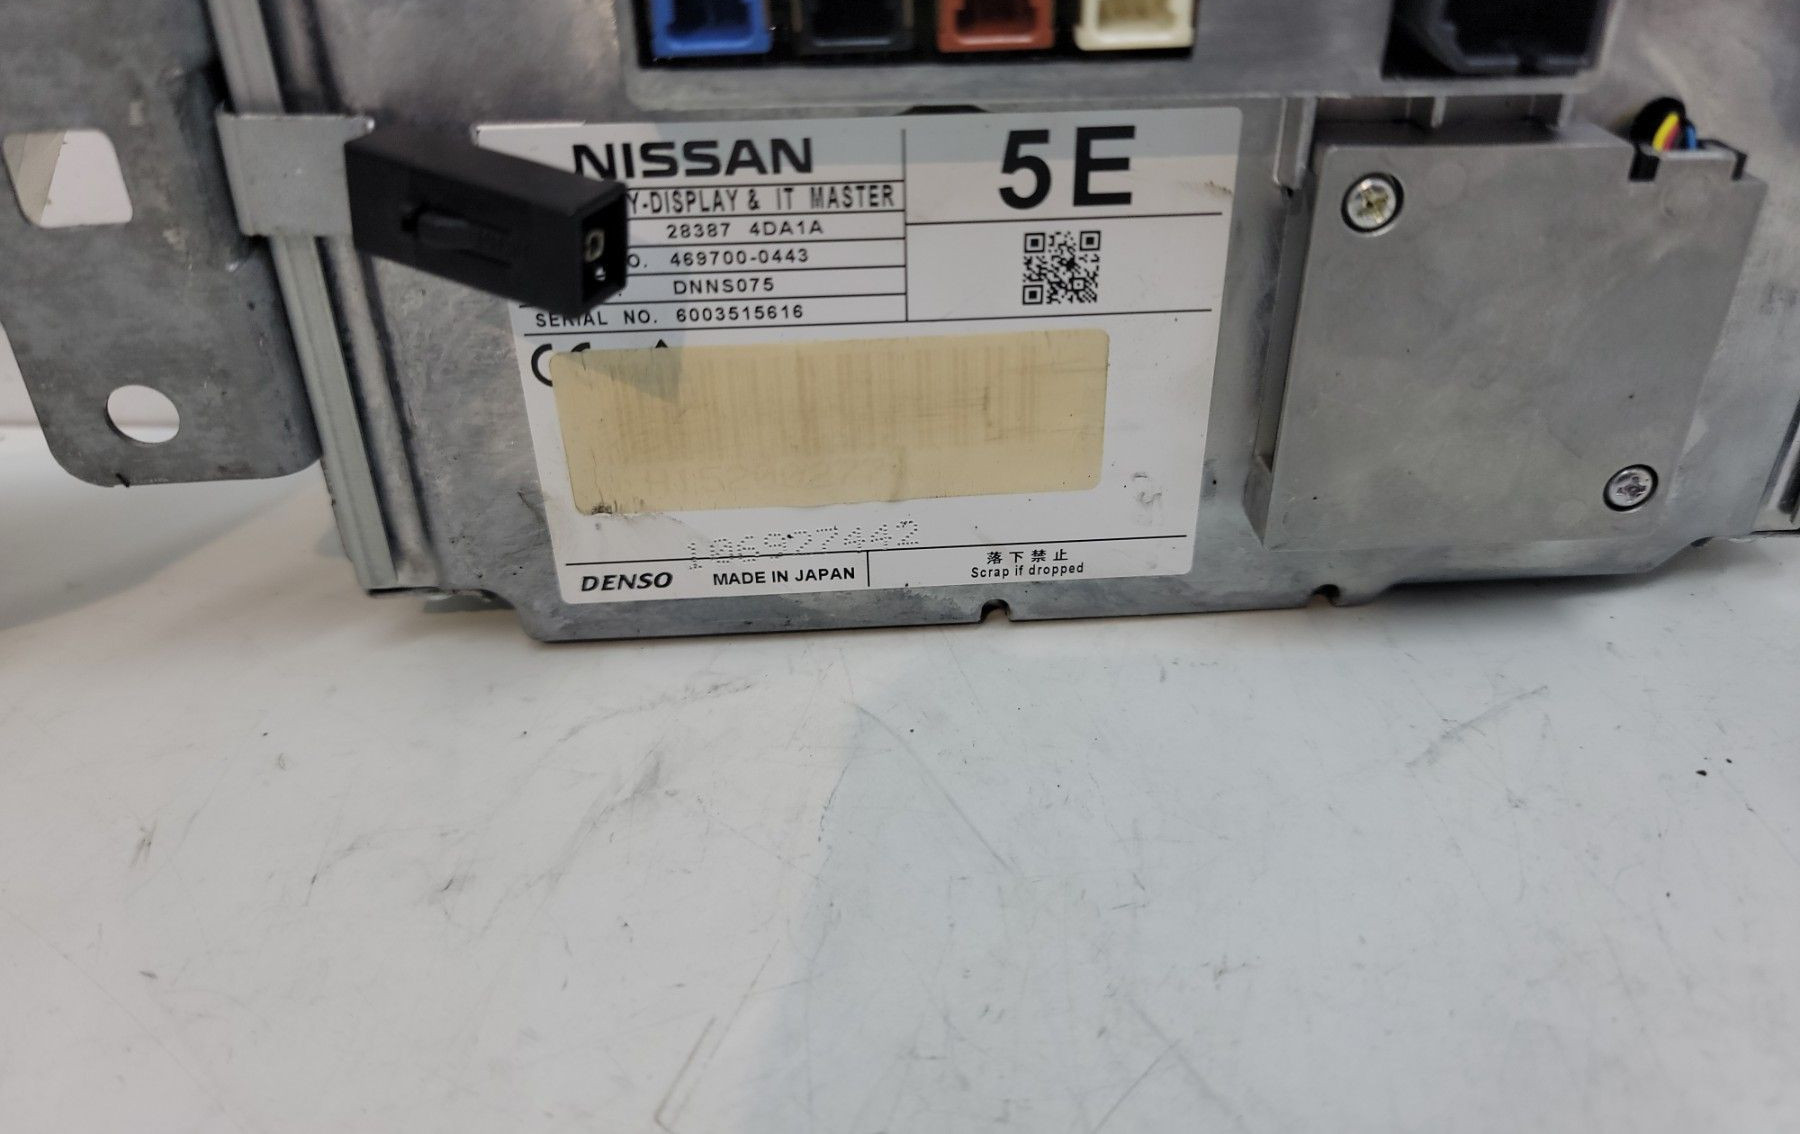 NISSAN
5E
Y-DISPLAY & IT MASTER
28387 4DA1A
O. 469700-0443
DNNS075
SERIAL NO. 6003515616
106927442
DENSO
MADE IN JAPAN
落下禁止
Scrap if dropped